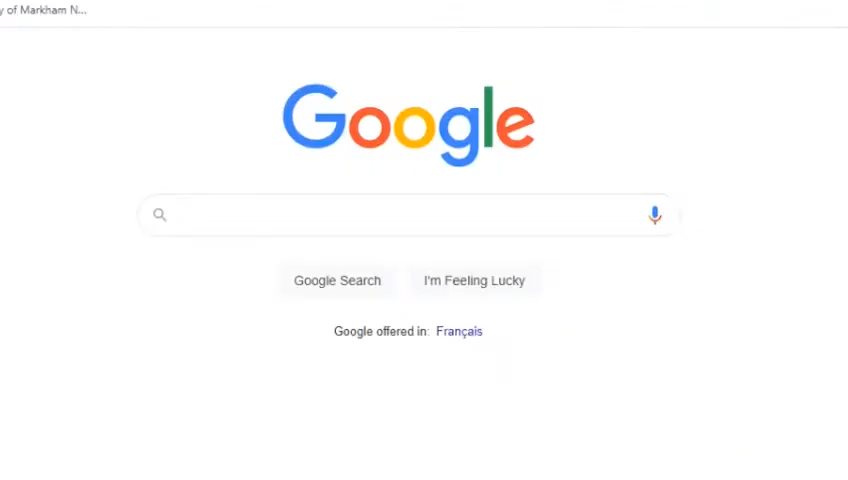 y of Markham N...
Google
Google Search
I'm Feeling Lucky
Google offered in: Français